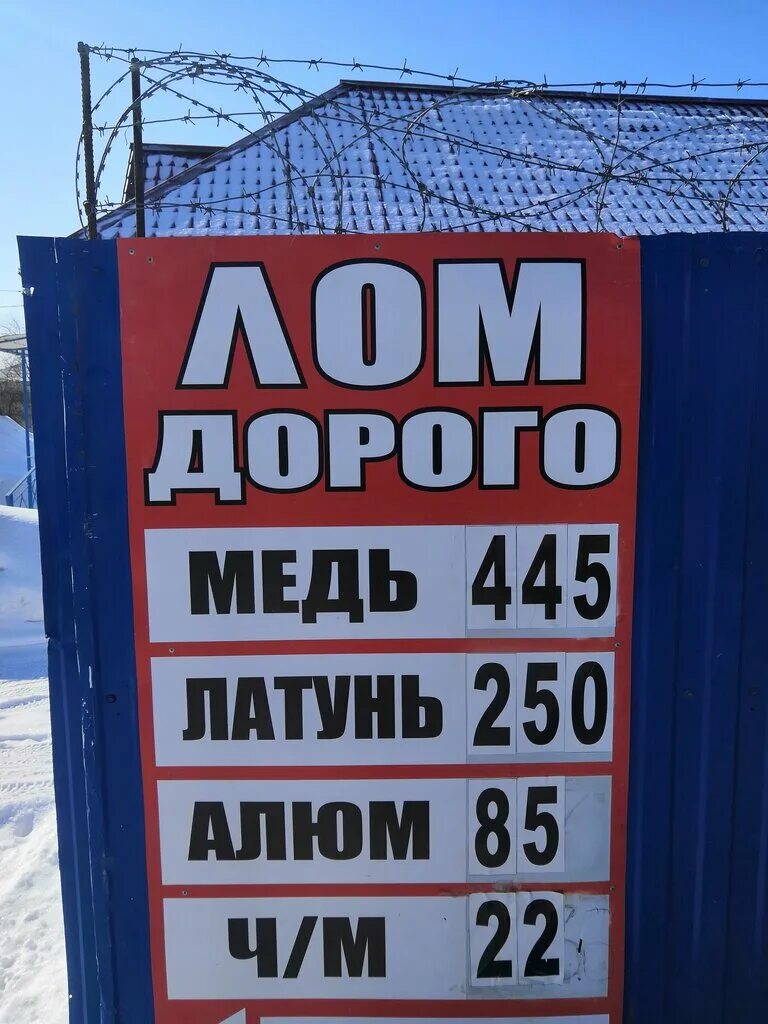 ЛОМ
ДОРОГО
МЕДЬ 445
ЛАТУНЬ 250
АЛЮМ 85
Ч/М 22